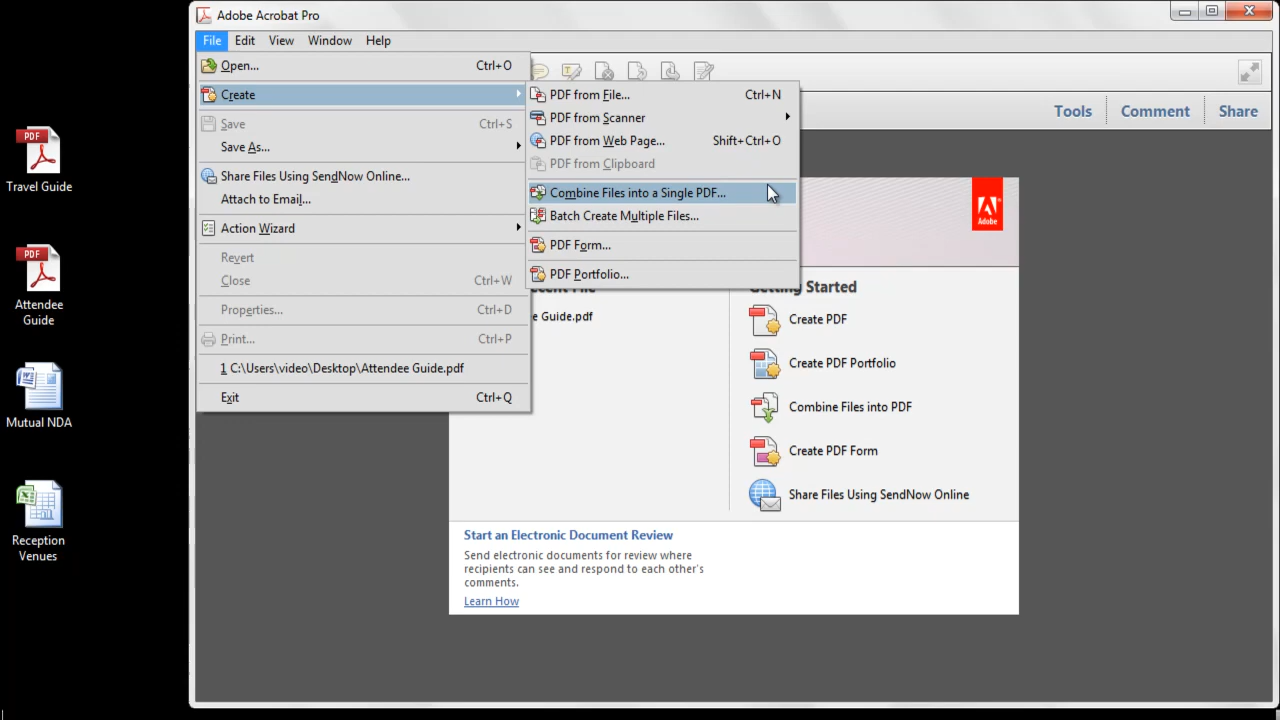 Adobe Acrobat Pro
File Edit View Window Help
Open... Ctrl+O
Create
Save Ctrl+S
Save As...
Share Files Using SendNow Online...
Attach to Email...
Action Wizard
Revert
Close Ctrl+W
Properties... Ctrl+D
Print... Ctrl+P
1 C:\Users\video\Desktop\Attendee Guide.pdf
Exit Ctrl+Q
PDF from File... Ctrl+N
PDF from Scanner
PDF from Web Page... Shift+Ctrl+O
PDF from Clipboard
Combine Files into a Single PDF...
Batch Create Multiple Files...
PDF Form...
PDF Portfolio...
Tools Comment Share
Adobe
e Guide.pdf
Getting Started
Create PDF
Create PDF Portfolio
Combine Files into PDF
Create PDF Form
Share Files Using SendNow Online
Start an Electronic Document Review
Send electronic documents for review where
recipients can see and respond to each other's
comments.
Learn How
PDF
Travel Guide
PDF
Attendee
Guide
Mutual NDA
Reception
Venues